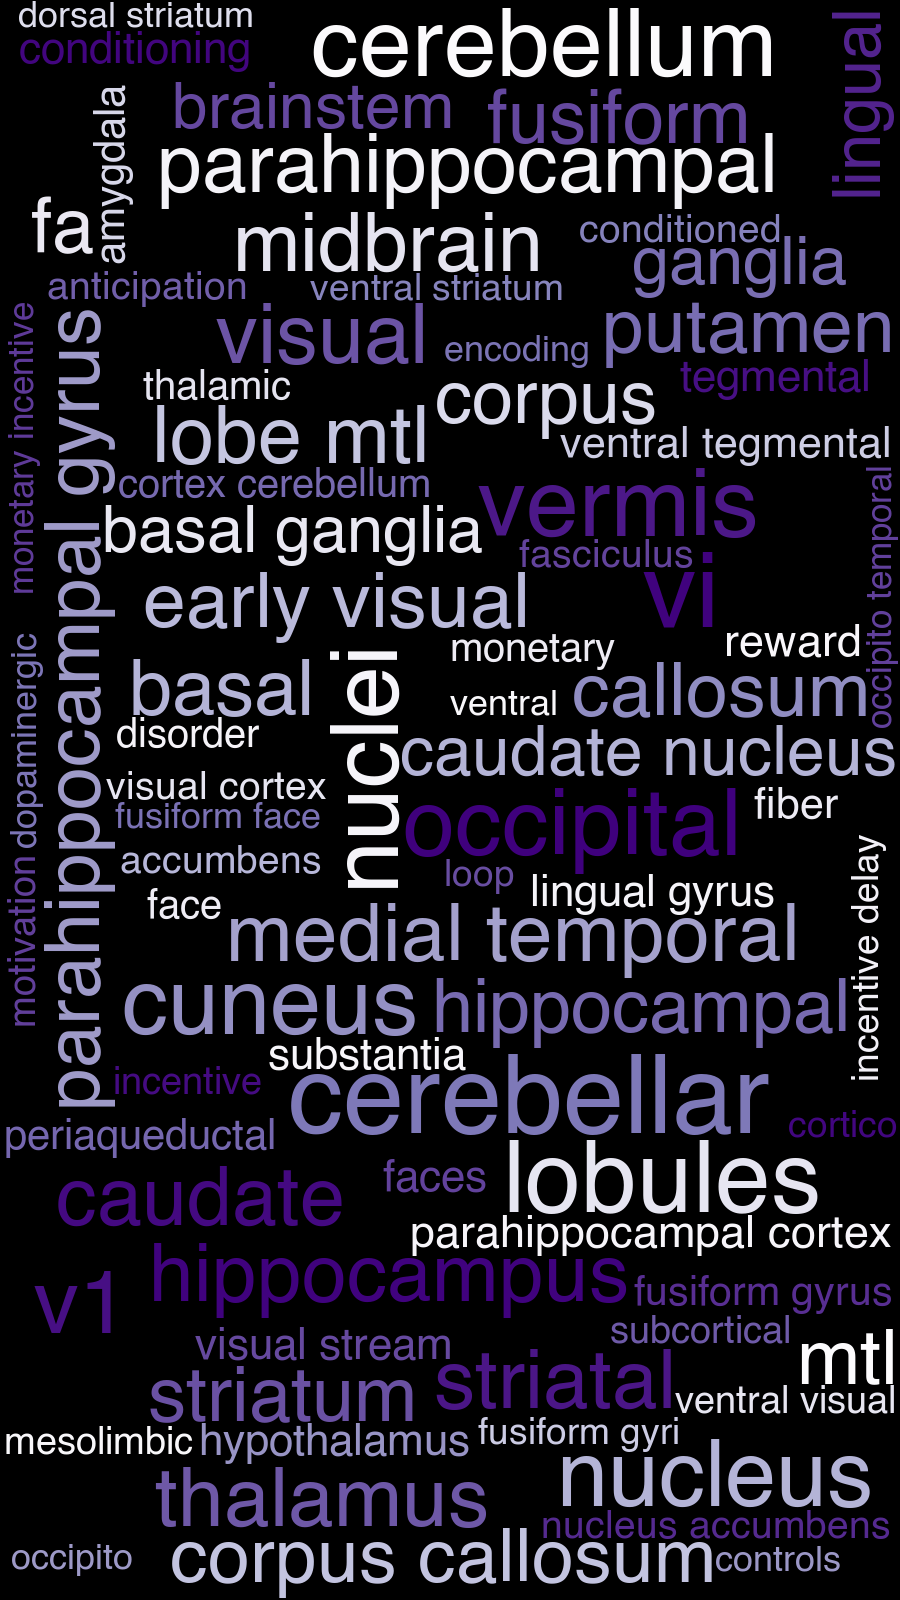 dorsal striatum
conditioning
cerebellum
lingual
brainstem
fusiform
amygdala
parahippocampal
fa
midbrain
conditioned
ganglia
anticipation
ventral striatum
monetary incentive
parahippocampal gyrus
visual
encoding
putamen
thalamic
corpus
tegmental
lobe mtl
ventral tegmental
cortex cerebellum
vermis
occipito temporal
basal ganglia
fasciculus
early visual
vi
dopaminergic
nuclei
monetary
reward
basal
ventral
callosum
disorder
caudate nucleus
visual cortex
occipital
fiber
fusiform face
motivation
accumbens
loop
incentive delay
face
lingual gyrus
medial temporal
cuneus
hippocampal
substantia
incentive
cerebellar
cortico
periaqueductal
faces
lobules
caudate
parahippocampal cortex
hippocampus
v1
fusiform gyrus
visual stream
subcortical
mtl
striatum
striatal
ventral visual
mesolimbic
hypothalamus
fusiform gyri
nucleus
thalamus
nucleus accumbens
occipito
corpus callosum
controls